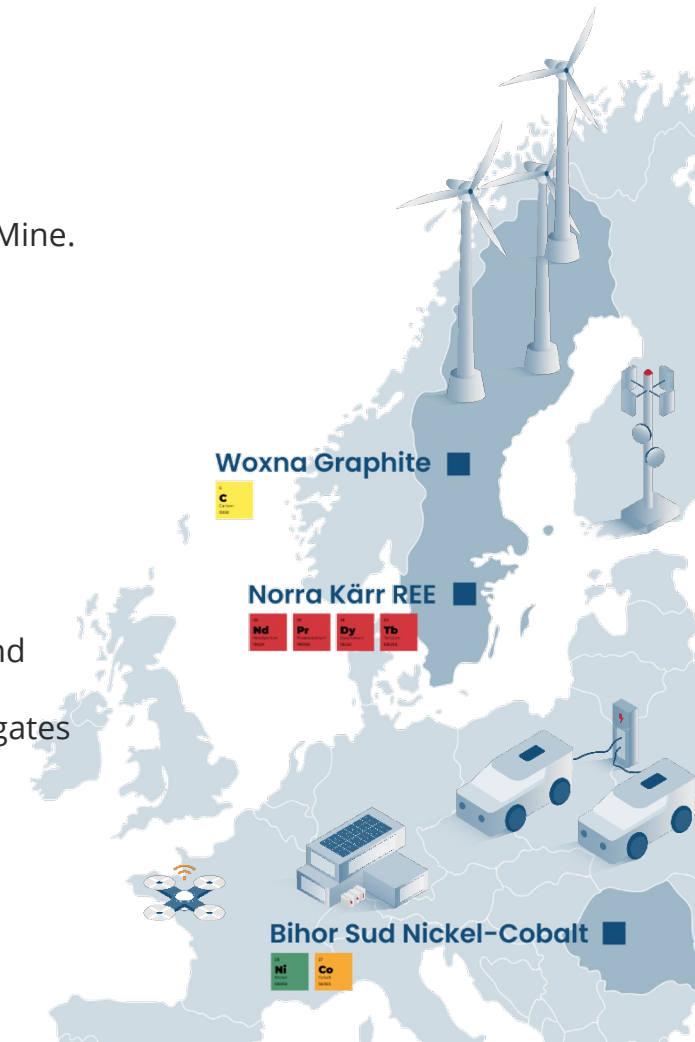 Mine.
Woxna Graphite
C
Carbon
Norra Kärr REE
Nd
Pr
Dy
Tb
nd
gates
Bihor Sud Nickel-Cobalt
Ni
Co